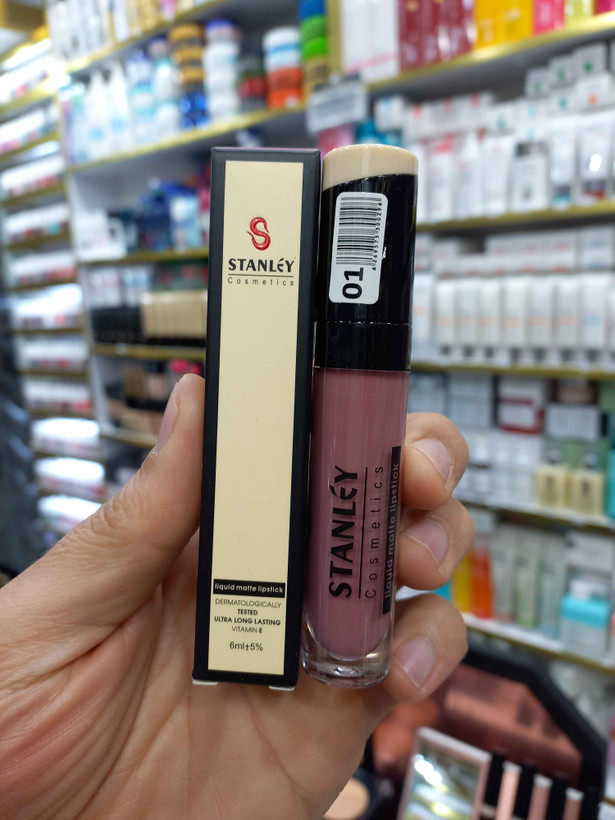 STANLÉY
Cosmetics
liquid matte lipstick
DERMATOLOGICALLY
TESTED
ULTRA LONG LASTING
VITAMIN E
6ml±5%
01
STANLÉY
Cosmetics
liquid matte lipstick